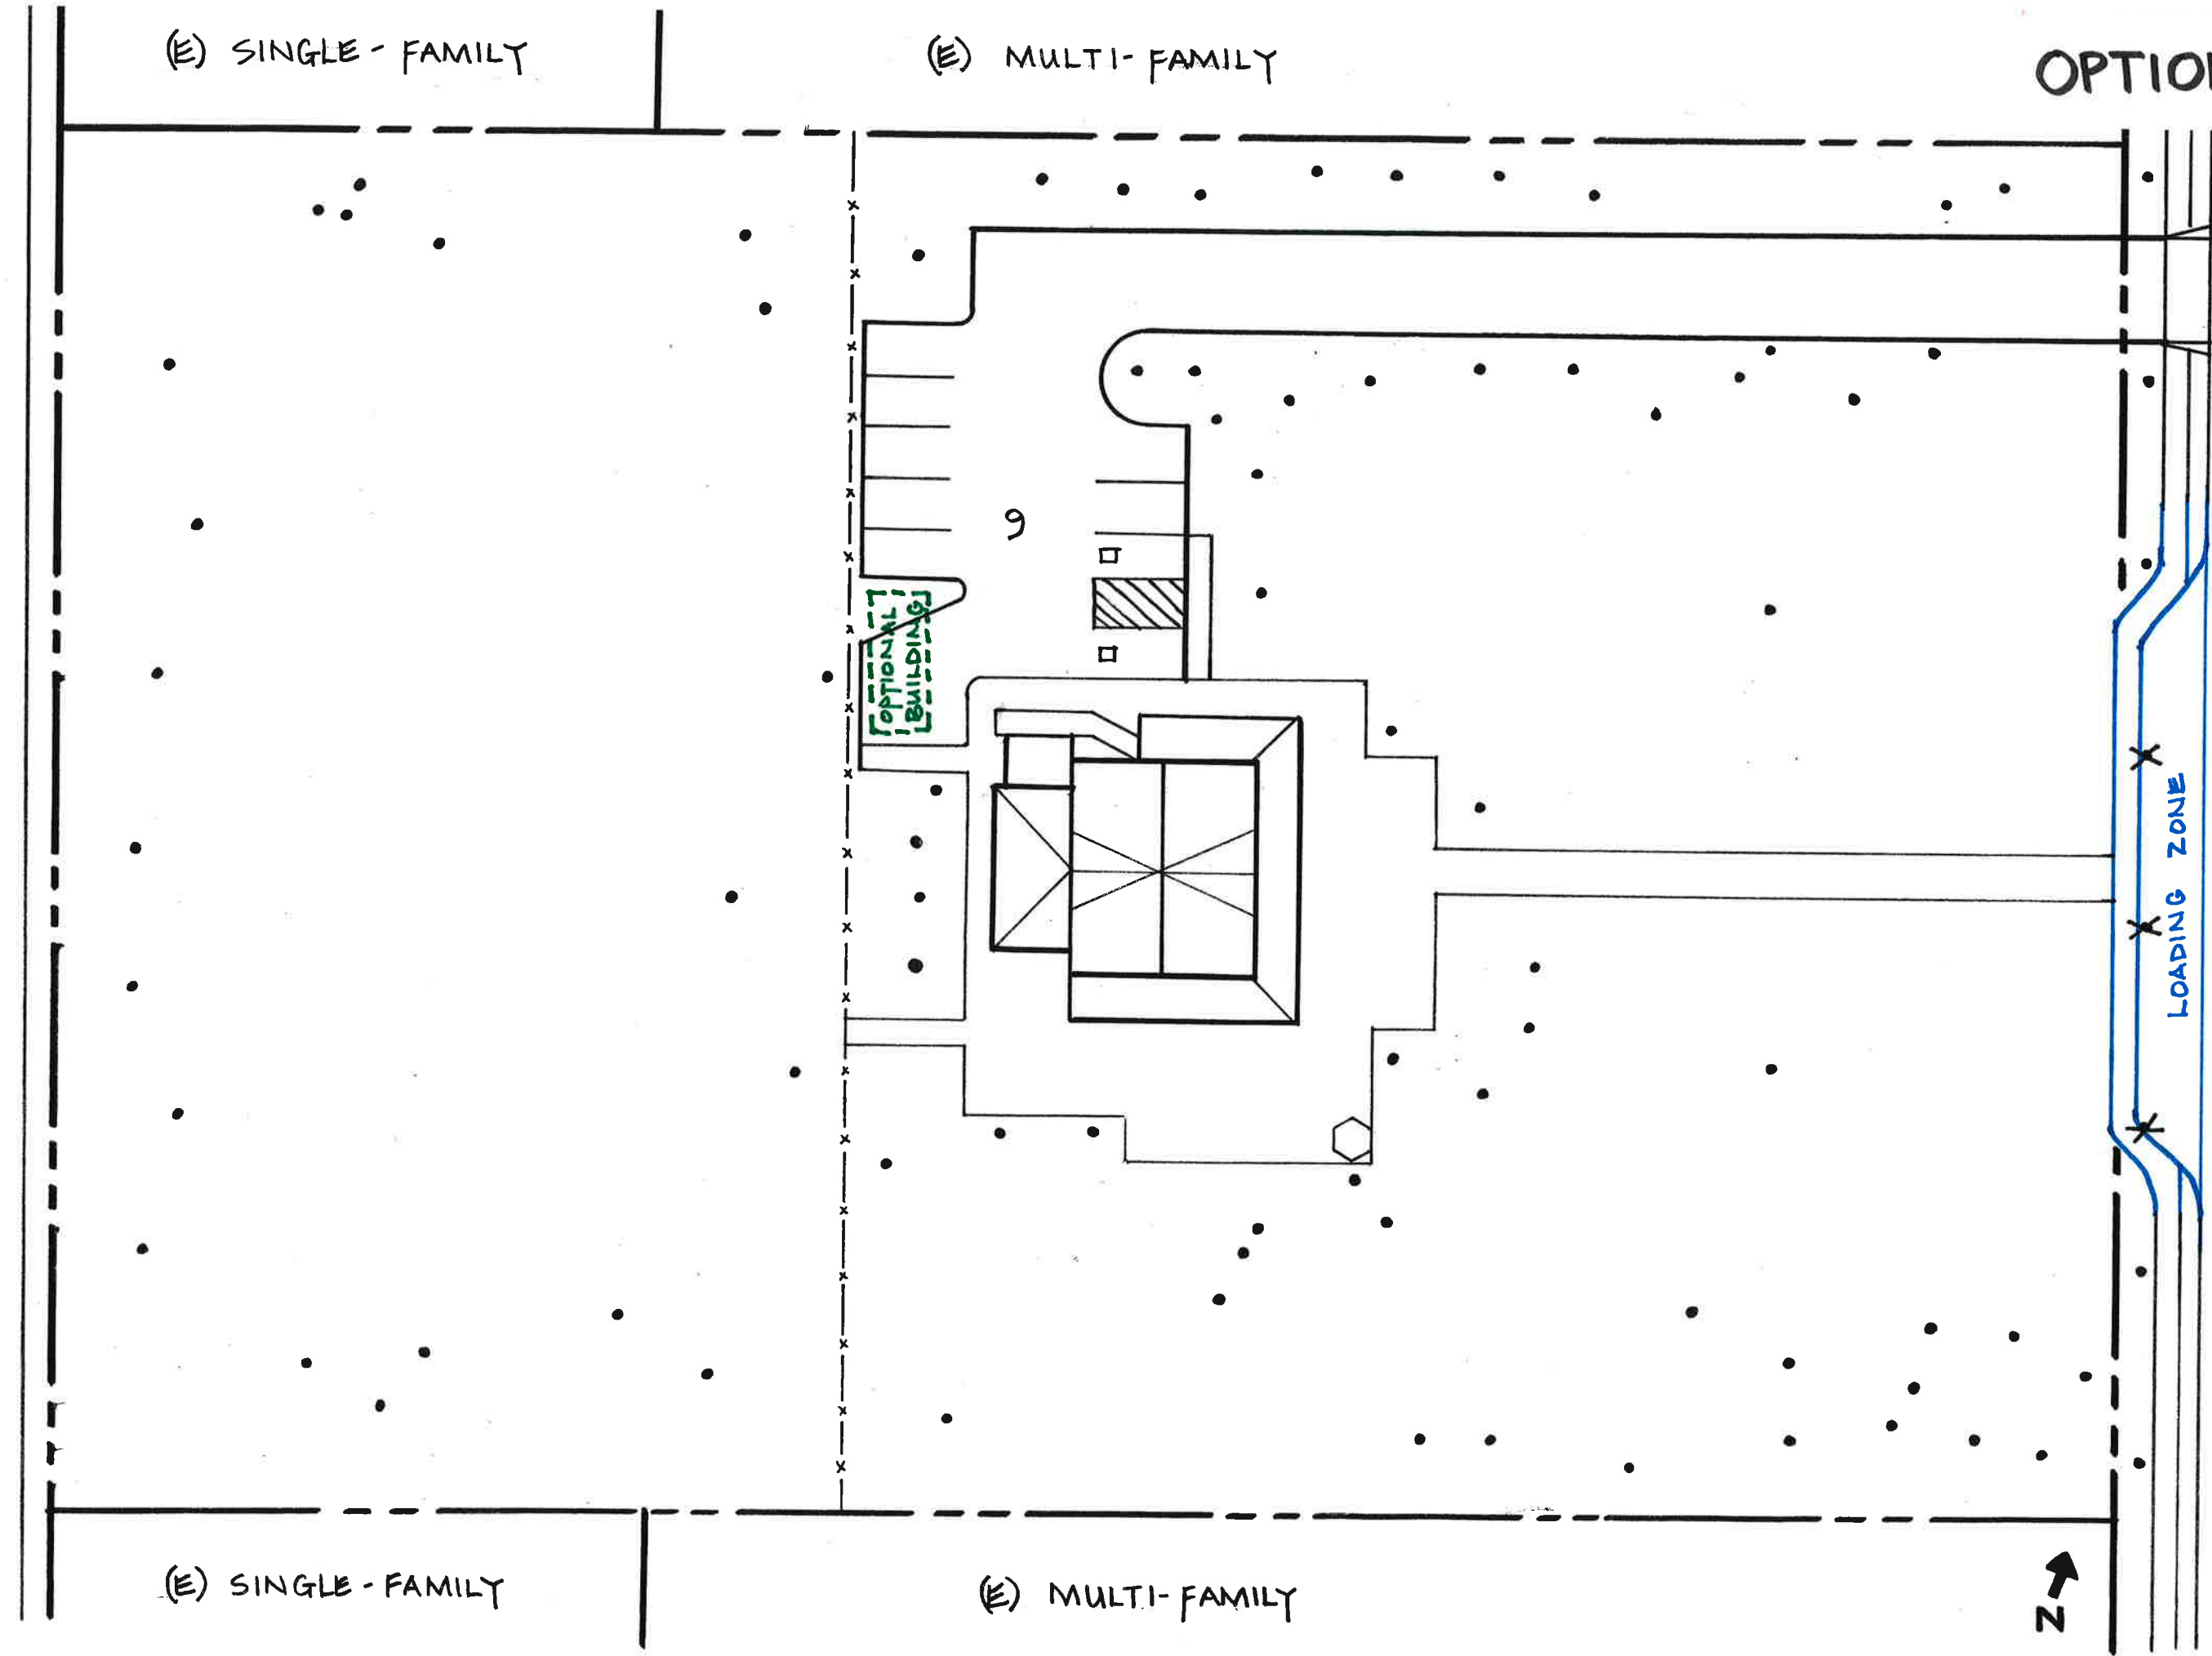 (E) SINGLE-FAMILY
(E) MULTI-FAMILY
OPTIO
9
OPTIONAL
BUILDING
LOADING ZONE
(E) SINGLE-FAMILY
(E) MULTI-FAMILY
N